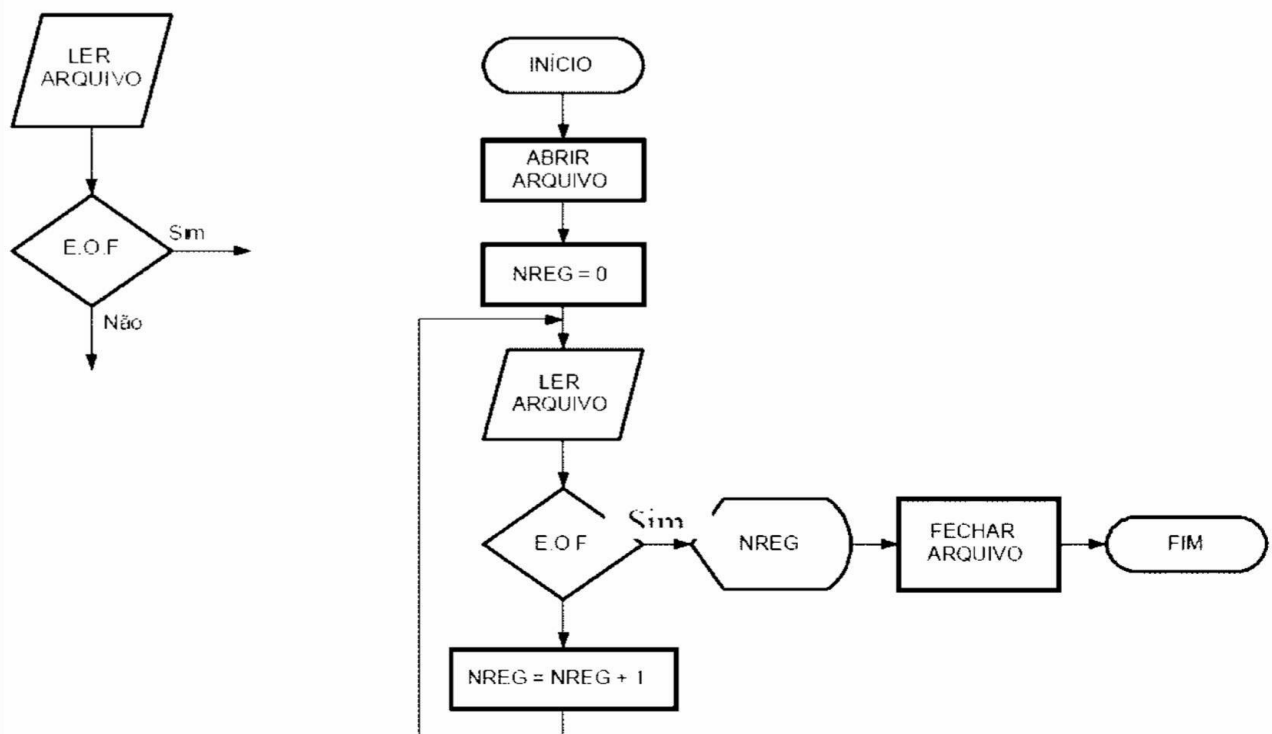 LER
ARQUIVO
E.O.F
Sim
Não
INÍCIO
ABRIR
ARQUIVO
NREG = 0
LER
ARQUIVO
E.O F
Sim
NREG
FECHAR
ARQUIVO
FIM
NREG = NREG + 1